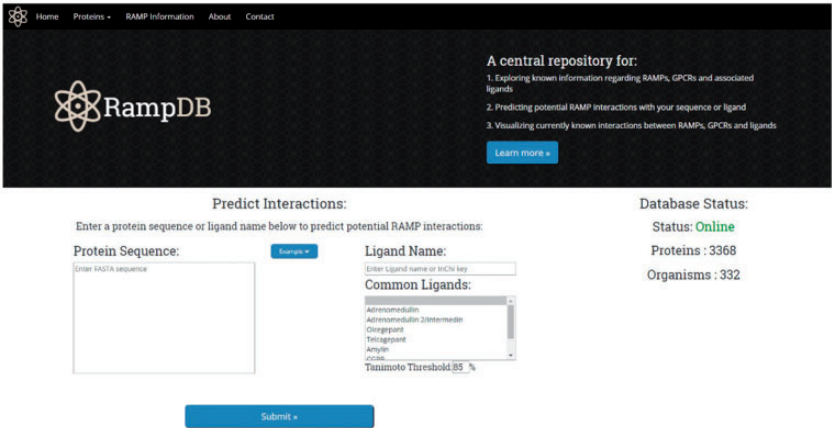 Home Proteins RAMP Information About Contact
A central repository for:
1. Exploring known information regarding RAMPs, GPCRs and associated
ligands
2. Predicting potential RAMP interactions with your sequence or ligand
3. Visualizing currently known interactions between RAMPs, GPCRs and ligands
Learn more »
RampDB
Predict Interactions:
Enter a protein sequence or ligand name below to predict potential RAMP interactions:
Protein Sequence:
Example
Enter FASTA sequence
Ligand Name:
Enter Ligand name or InChi key
Common Ligands:
Adrenomedullin
Adrenomedullin 2/Intermedin
Olcegepant
Telcagepant
Amylin
CGRP
Tanimoto Threshold 85 %
Submit »
Database Status:
Status: Online
Proteins : 3368
Organisms : 332